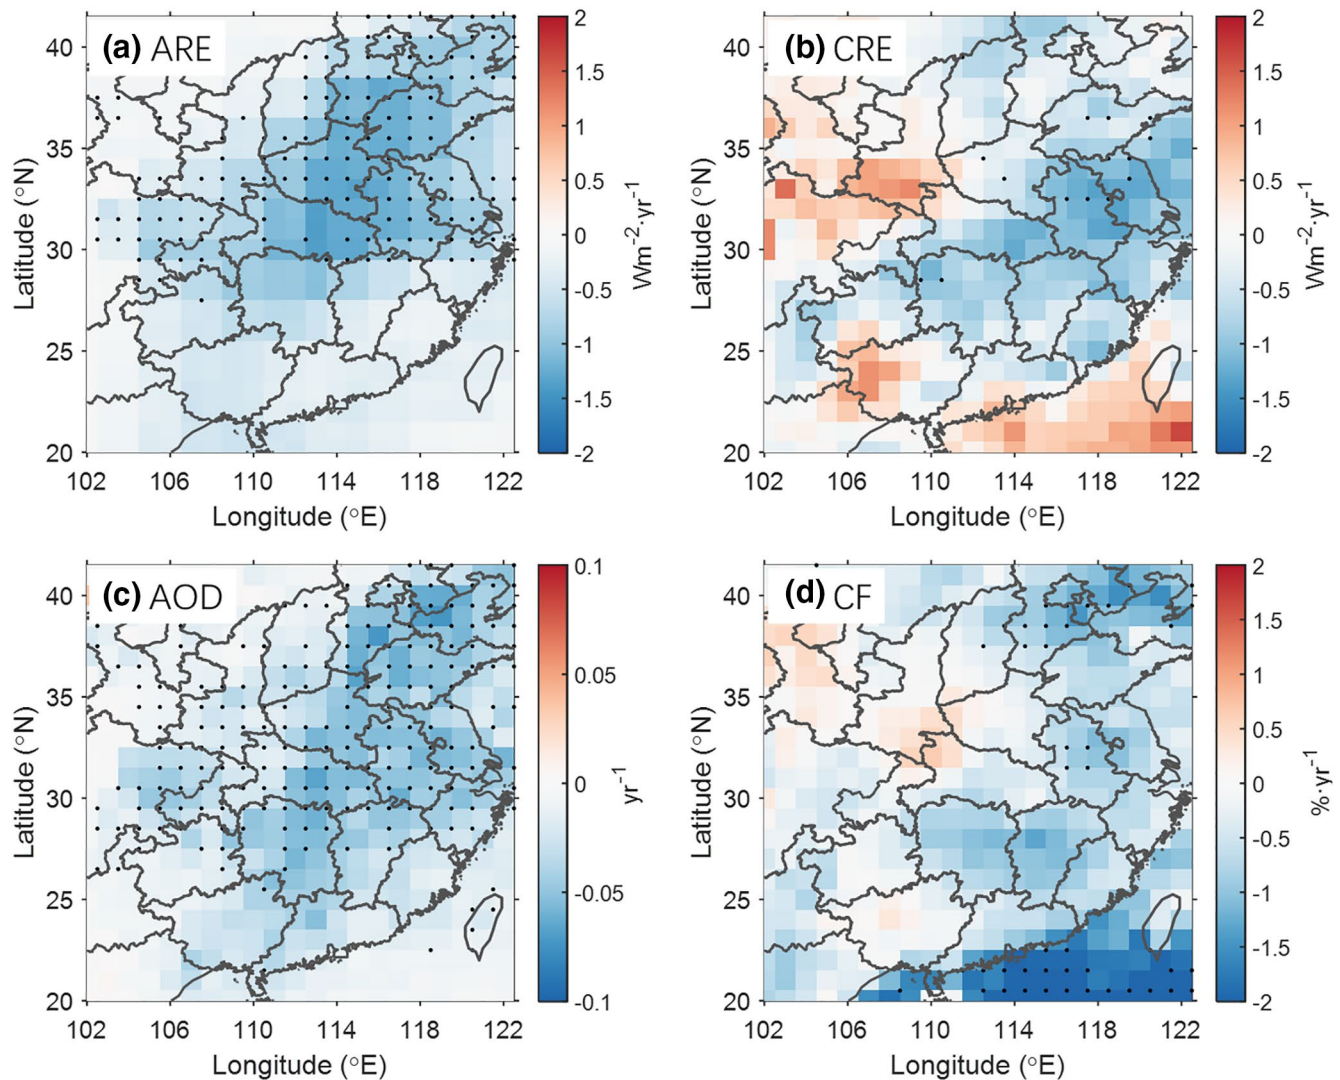 (a) ARE
40
35
30
25
20
Latitude (°N)
102 106 110 114 118 122
Longitude (°E)
2
1.5
1
0.5
0
-0.5
-1
-1.5
-2
Wm⁻²·yr⁻¹
(b) CRE
40
35
30
25
20
Latitude (°N)
102 106 110 114 118 122
Longitude (°E)
2
1.5
1
0.5
0
-0.5
-1
-1.5
-2
Wm⁻²·yr⁻¹
(c) AOD
40
35
30
25
20
Latitude (°N)
102 106 110 114 118 122
Longitude (°E)
0.1
0.05
0
-0.05
-0.1
yr⁻¹
(d) CF
40
35
30
25
20
Latitude (°N)
102 106 110 114 118 122
Longitude (°E)
2
1.5
1
0.5
0
-0.5
-1
-1.5
-2
%·yr⁻¹